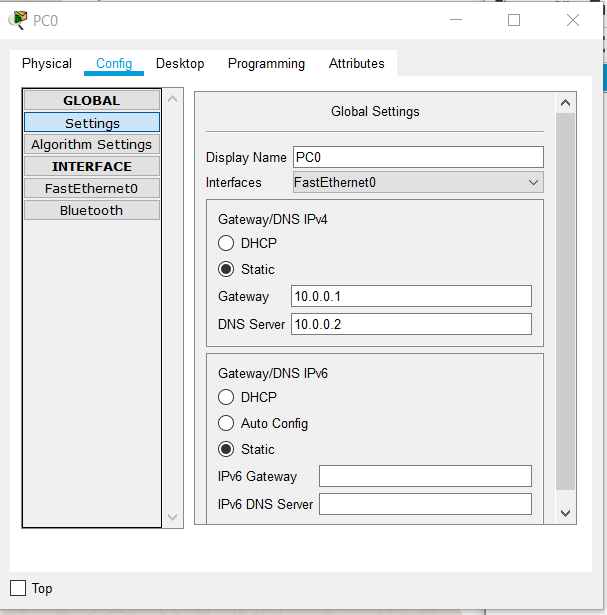 PC0
Physical Config Desktop Programming Attributes
GLOBAL
Settings
Algorithm Settings
INTERFACE
FastEthernet0
Bluetooth
Global Settings
Display Name PC0
Interfaces FastEthernet0
Gateway/DNS IPv4
DHCP
Static
Gateway 10.0.0.1
DNS Server 10.0.0.2
Gateway/DNS IPv6
DHCP
Auto Config
Static
IPv6 Gateway
IPv6 DNS Server
Top